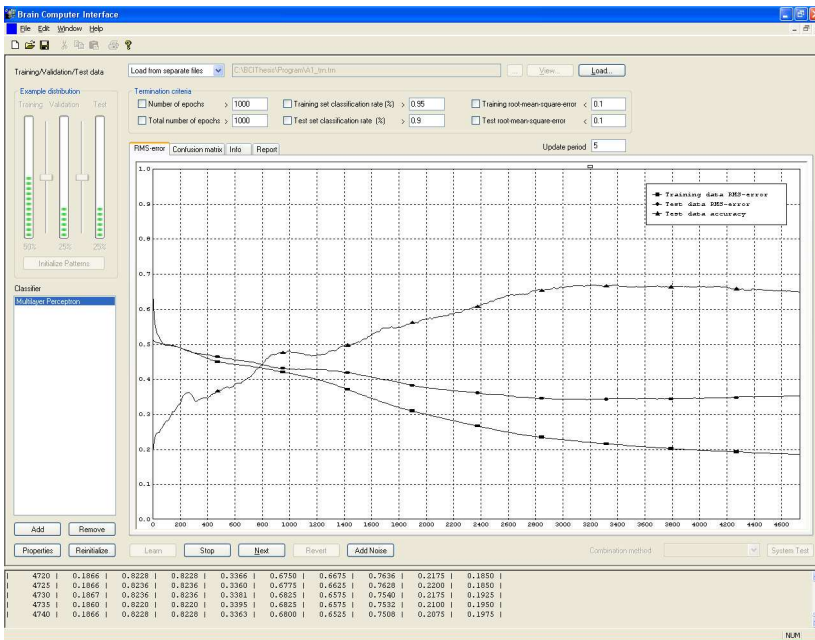 Brain Computer Interface
File Edit Window Help
Training/Validation/Test data
Load from separate files
C:\BCIThesis\Program\A1_trn.trn
... View... Load...
Example distribution
Training Validation Test
50% 25% 25%
Initialize Patterns
Termination criteria
Number of epochs > 1000
Training set classification rate (%) > 0.95
Training root-mean-square-error < 0.1
Total number of epochs > 1000
Test set classification rate (%) > 0.9
Test root-mean-square-error < 0.1
RMS-error Confusion matrix Info Report
Update period 5
Training data RMS-error
Test data RMS-error
Test data accuracy
1.0
0.9
0.8
0.7
0.6
0.5
0.4
0.3
0.2
0.1
0.0
0 200 400 600 800 1000 1200 1400 1600 1800 2000 2200 2400 2600 2800 3000 3200 3400 3600 3800 4000 4200 4400 4600
Classifier
Multilayer Perceptron
Add Remove
Properties Reinitialize
Learn Stop Next Revert Add Noise
Combination method
System Test
| 4720 | 0.1866 | 0.8228 | 0.8228 | 0.3366 | 0.6750 | 0.6675 | 0.7636 | 0.2175 | 0.1850 |
| 4725 | 0.1866 | 0.8236 | 0.8236 | 0.3360 | 0.6775 | 0.6625 | 0.7628 | 0.2200 | 0.1850 |
| 4730 | 0.1867 | 0.8236 | 0.8236 | 0.3381 | 0.6825 | 0.6575 | 0.7540 | 0.2175 | 0.1925 |
| 4735 | 0.1860 | 0.8220 | 0.8220 | 0.3395 | 0.6825 | 0.6575 | 0.7532 | 0.2100 | 0.1950 |
| 4740 | 0.1866 | 0.8228 | 0.8228 | 0.3363 | 0.6800 | 0.6525 | 0.7508 | 0.2075 | 0.1975 |
NUM